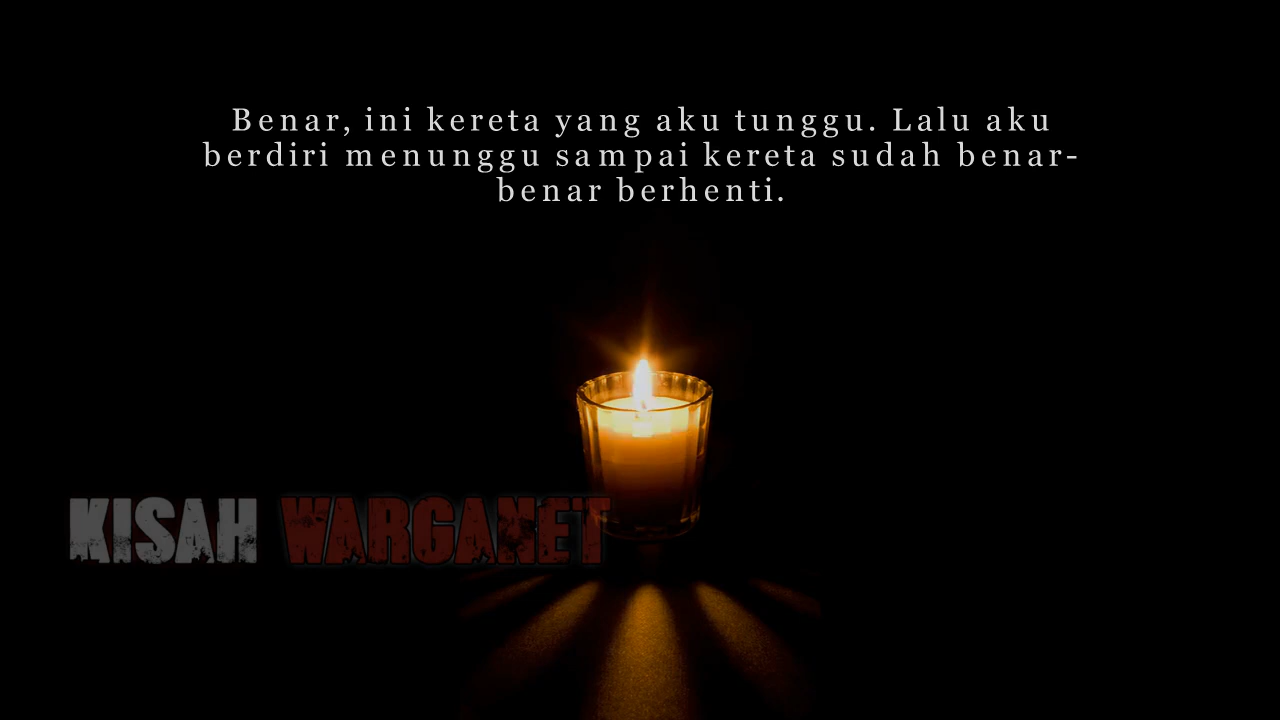 Benar, ini kereta yang aku tunggu. Lalu aku
berdiri menunggu sampai kereta sudah benar-
benar berhenti.
KISAH WARGANET